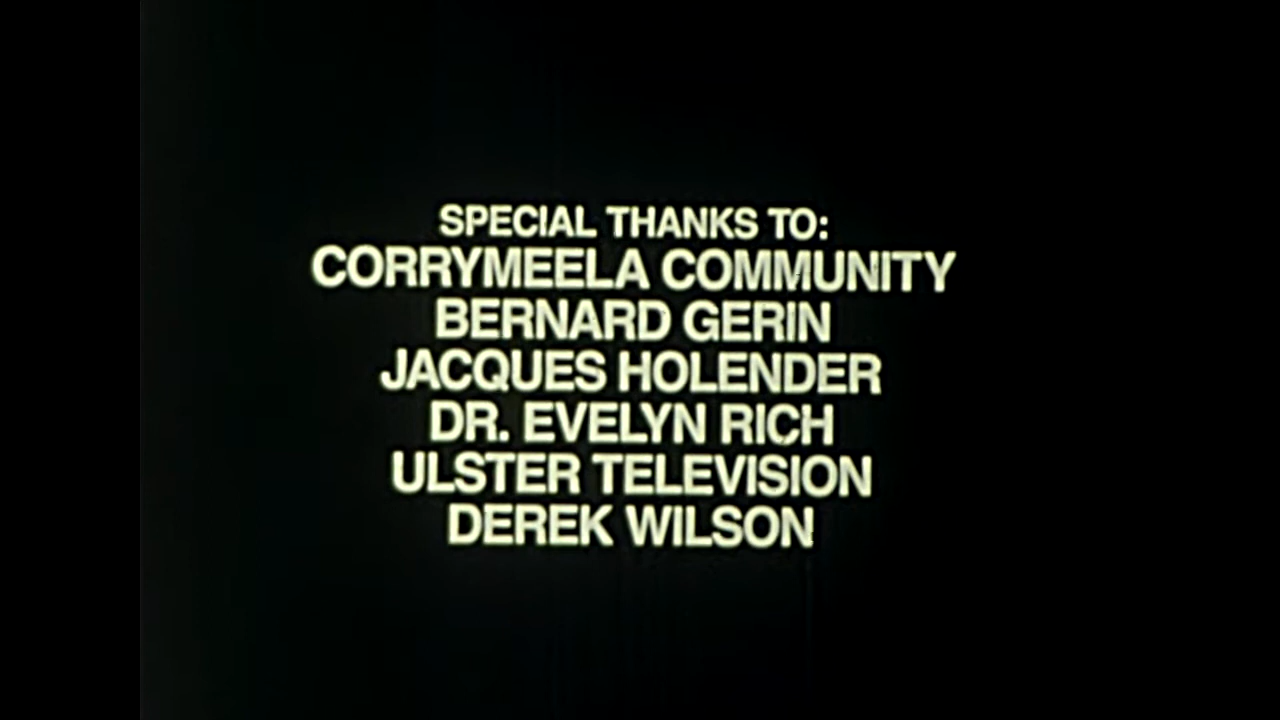 SPECIAL THANKS TO:
CORRYMEELA COMMUNITY
BERNARD GERIN
JACQUES HOLENDER
DR. EVELYN RICH
ULSTER TELEVISION
DEREK WILSON